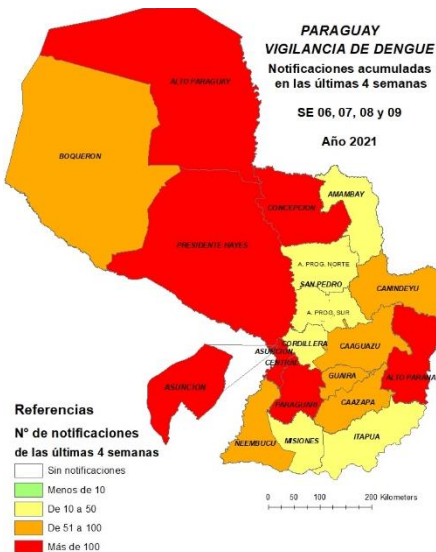 PARAGUAY
VIGILANCIA DE DENGUE
Notificaciones acumuladas
en las últimas 4 semanas
SE 06, 07, 08 y 09
Año 2021
ALTO PARAGUAY
BOQUERON
AMAMBAY
CONCEPCION
PRESIDENTE HAYES
A. PROG. NORTE
SAN PEDRO
CANINDEYU
A. PROG. SUR
CORDILLERA
ASUNCION
CAAGUAZU
CENTRAL
GUAIRA
ALTO PARANA
ASUNCION
PARAGUARI
CAAZAPA
ÑEEMBUCU
MISIONES
ITAPUA
Referencias
N° de notificaciones
de las últimas 4 semanas
Sin notificaciones
Menos de 10
De 10 a 50
De 51 a 100
Más de 100
0 50 100 200 Kilometers